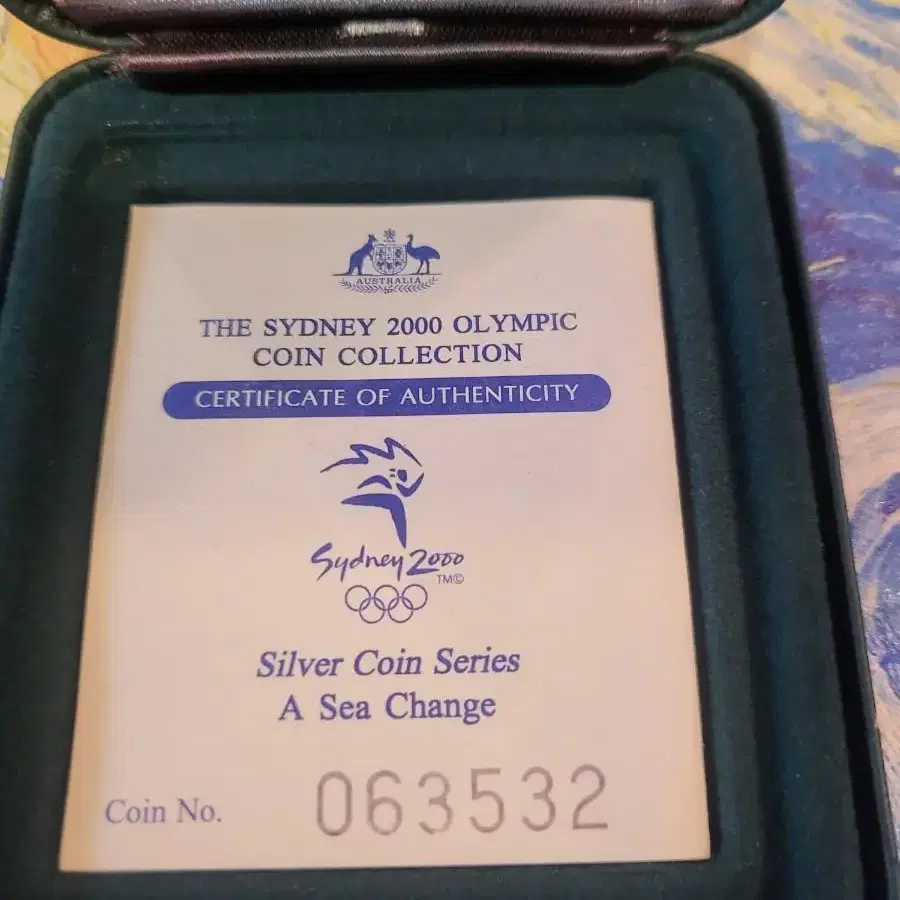 AUSTRALIA
THE SYDNEY 2000 OLYMPIC
COIN COLLECTION
CERTIFICATE OF AUTHENTICITY
Sydney 2000
TM©
Silver Coin Series
A Sea Change
Coin No. 063532